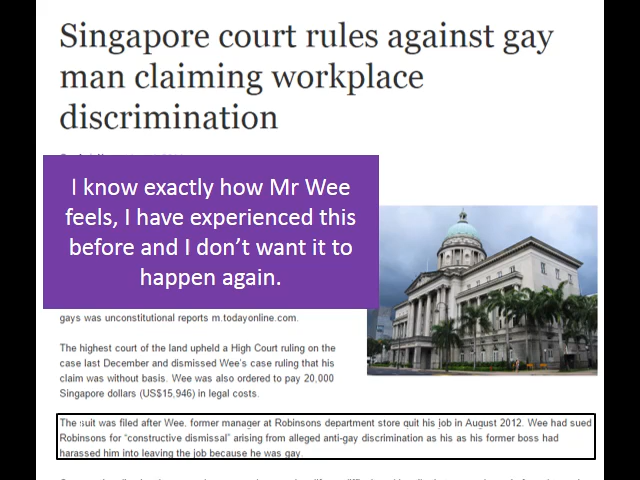 Singapore court rules against gay
man claiming workplace
discrimination
I know exactly how Mr Wee
feels, I have experienced this
before and I don’t want it to
happen again.
gays was unconstitutional reports m.todayonline.com.
The highest court of the land upheld a High Court ruling on the
case last December and dismissed Wee's case ruling that his
claim was without basis. Wee was also ordered to pay 20,000
Singapore dollars (US$15,946) in legal costs.
The suit was filed after Wee, former manager at Robinsons department store quit his job in August 2012. Wee had sued
Robinsons for “constructive dismissal” arising from alleged anti-gay discrimination as his as his former boss had
harassed him into leaving the job because he was gay.